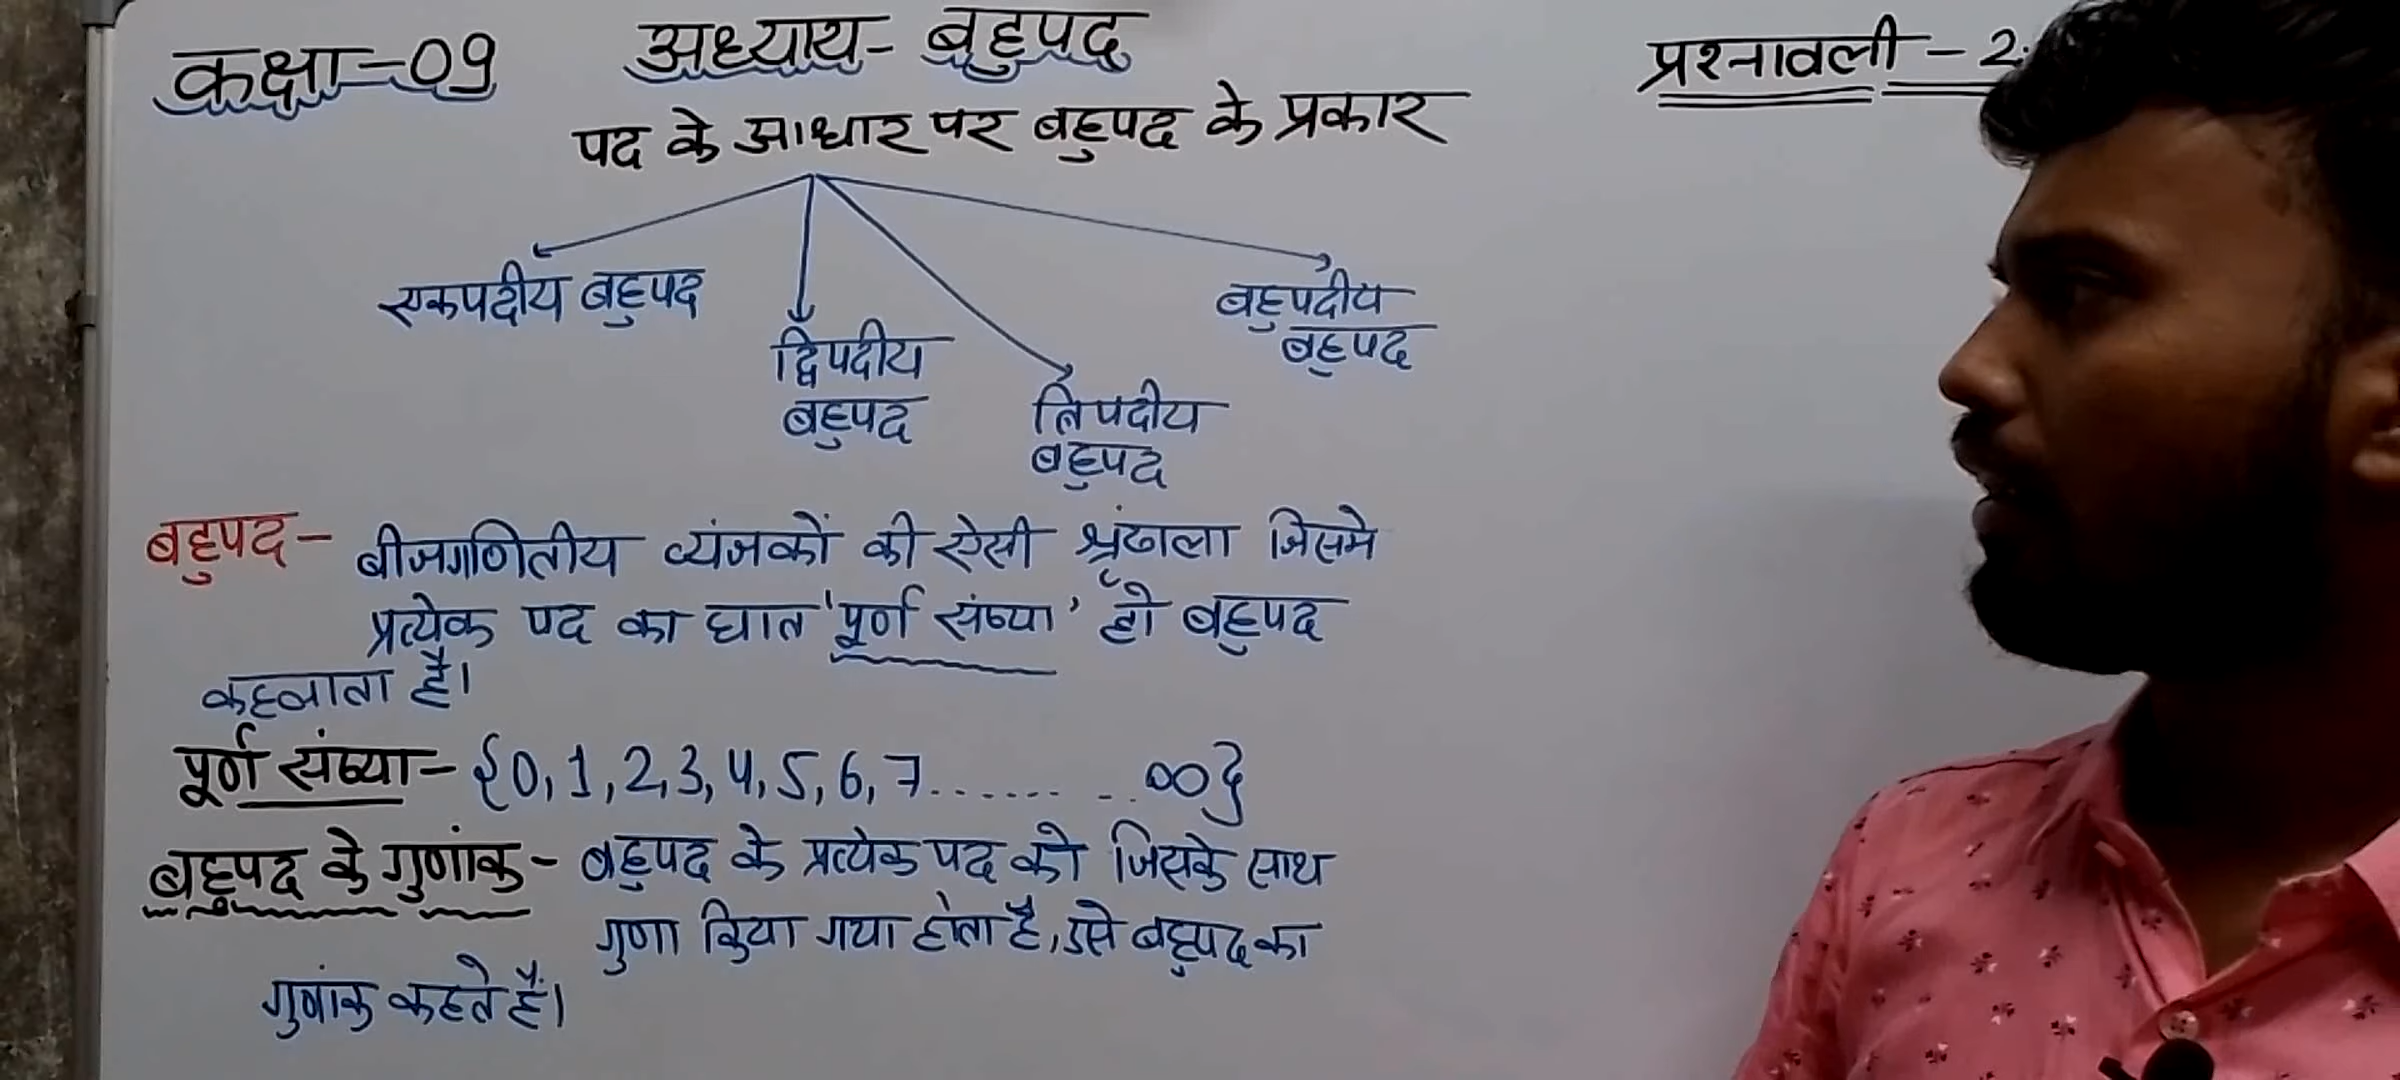 कक्षा-09
अध्याय- बहुपद
प्रश्नावली - 2.
पद के आधार पर बहुपद के प्रकार
एकपदीय बहुपद
द्विपदीय
बहुपद
त्रिपदीय
बहुपद
बहुपदीय
बहुपद
बहुपद- बीजगणितीय व्यंजकों की ऐसी श्रृंखला जिसमे
प्रत्येक पद का घात 'पूर्ण संख्या' हो बहुपद
कहलाता है।
पूर्ण संख्या- {0, 1, 2, 3, 4, 5, 6, 7.......... ∞}
बहुपद के गुणांक- बहुपद के प्रत्येक पद को जिसके साथ
गुणा किया गया होता है, उसे बहुपद का
गुणांक कहते हैं।